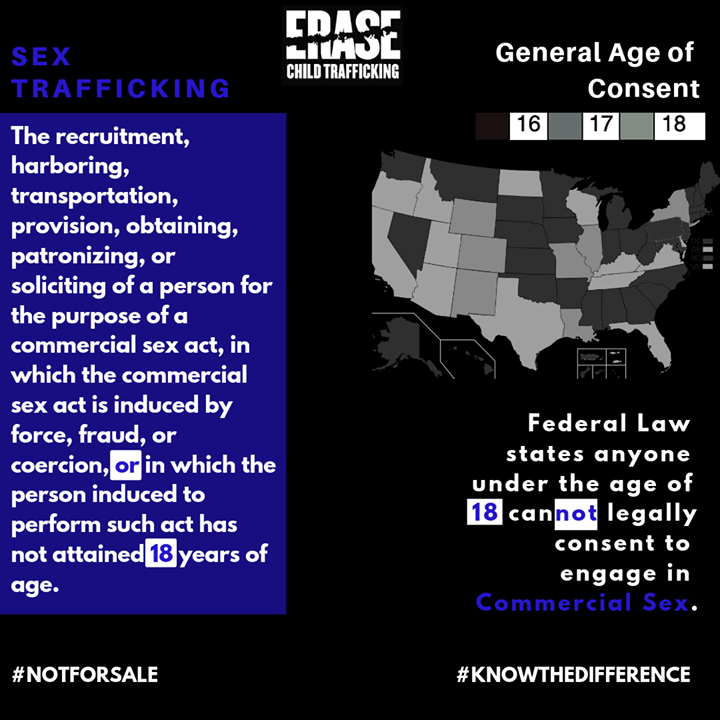 ERASE
CHILD TRAFFICKING
SEX
TRAFFICKING
The recruitment,
harboring,
transportation,
provision, obtaining,
patronizing, or
soliciting of a person for
the purpose of a
commercial sex act, in
which the commercial
sex act is induced by
force, fraud, or
coercion, or in which the
person induced to
perform such act has
not attained 18 years of
age.
General Age of
Consent
16 17 18
Federal Law
states anyone
under the age of
18 cannot legally
consent to
engage in
Commercial Sex.
#NOTFORSALE
#KNOWTHEDIFFERENCE